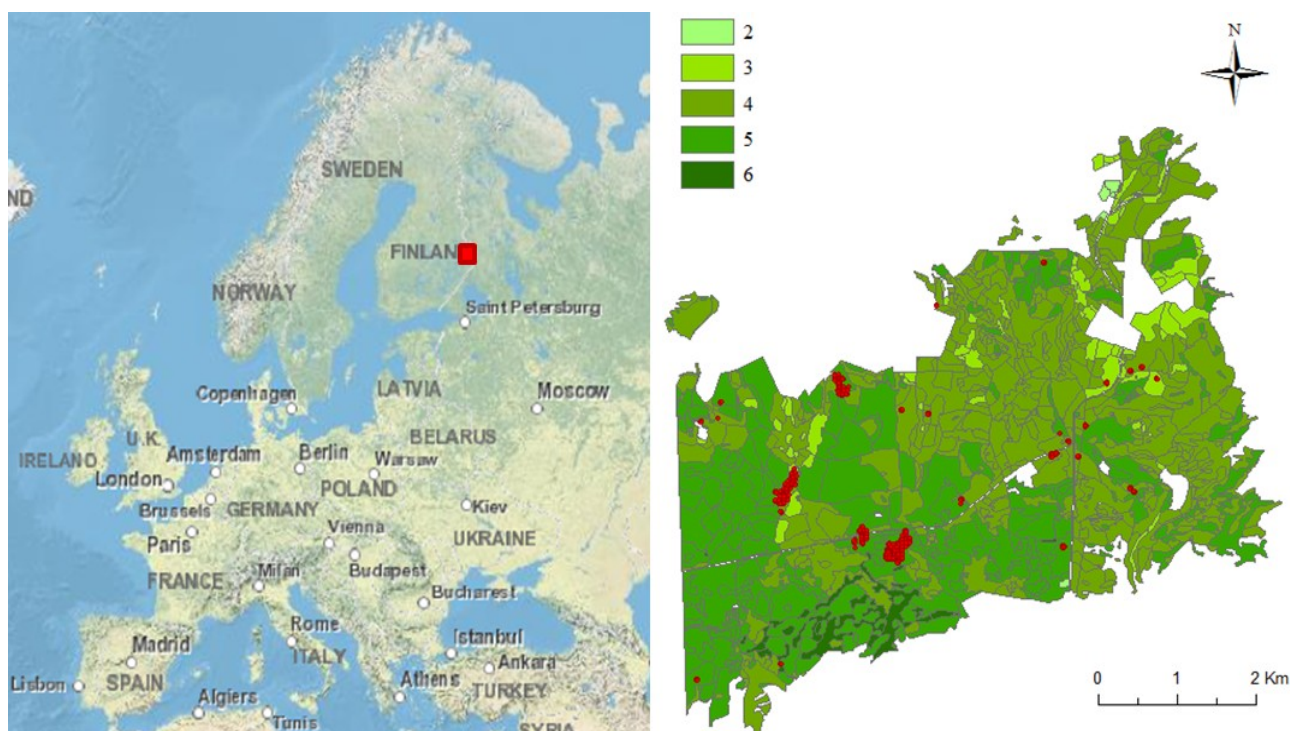 SWEDEN
ND
FINLAN
NORWAY
Saint Petersburg
LATVIA
Copenhagen
Moscow
U.K.
BELARUS
IRELAND
Amsterdam
Berlin
Warsaw
London
POLAND
Brussels
GERMANY
Kiev
Paris
Vienna
UKRAINE
FRANCE
Milan
Budapest
Bucharest
Rome
Istanbul
Madrid
ITALY
Ankara
Lisbon
SPAIN
Algiers
Athens
TURKEY
Tunis
SYRIA
2
3
4
5
6
N
0 1 2 Km